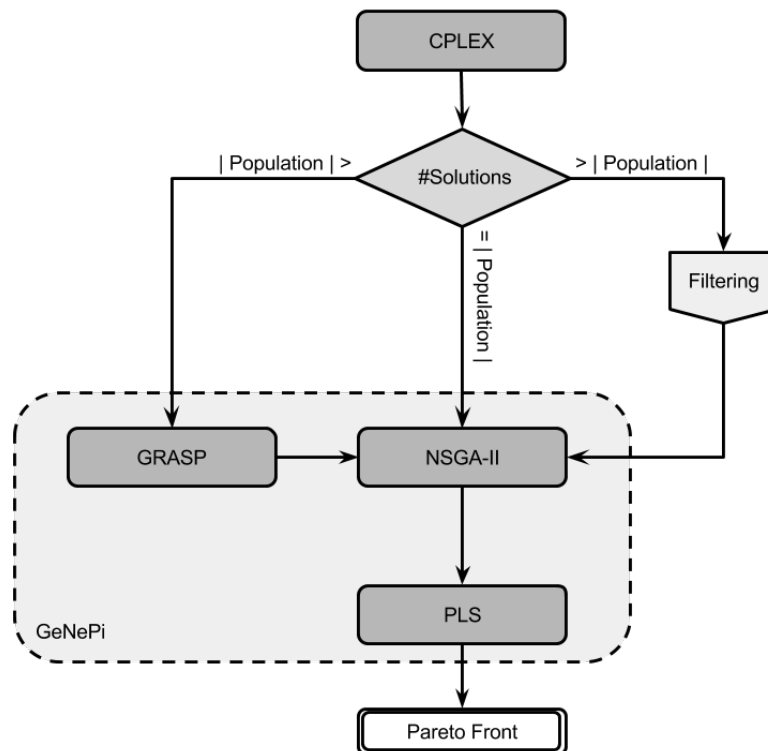 CPLEX
| Population | >
#Solutions
> | Population |
= | Population |
Filtering
GRASP
NSGA-II
PLS
GeNePi
Pareto Front